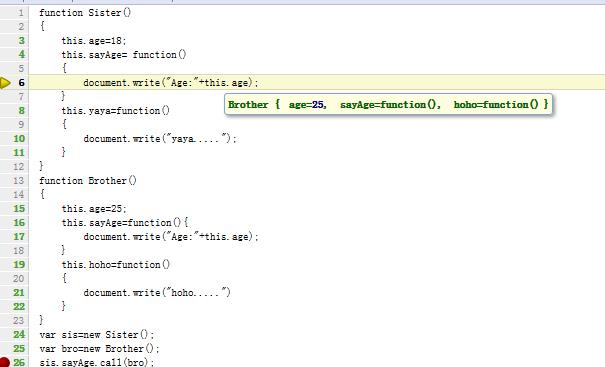 1 function Sister()
2 {
3 this.age=18;
4 this.sayAge= function()
5 {
6 document.write("Age:"+this.age);
7 }
Brother { age=25, sayAge=function(), hoho=function() }
8 this.yaya=function()
9 {
10 document.write("yaya.....");
11 }
12 }
13 function Brother()
14 {
15 this.age=25;
16 this.sayAge=function(){
17 document.write("Age:"+this.age);
18 }
19 this.hoho=function()
20 {
21 document.write("hoho.....")
22 }
23 }
24 var sis=new Sister();
25 var bro=new Brother();
26 sis.sayAge.call(bro);